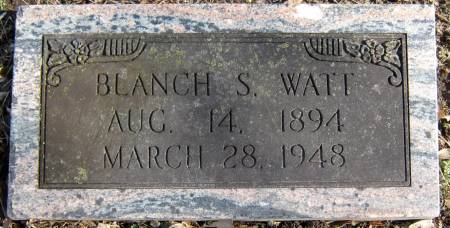 BLANCH S. WATT
AUG. 14, 1894
MARCH 28, 1948